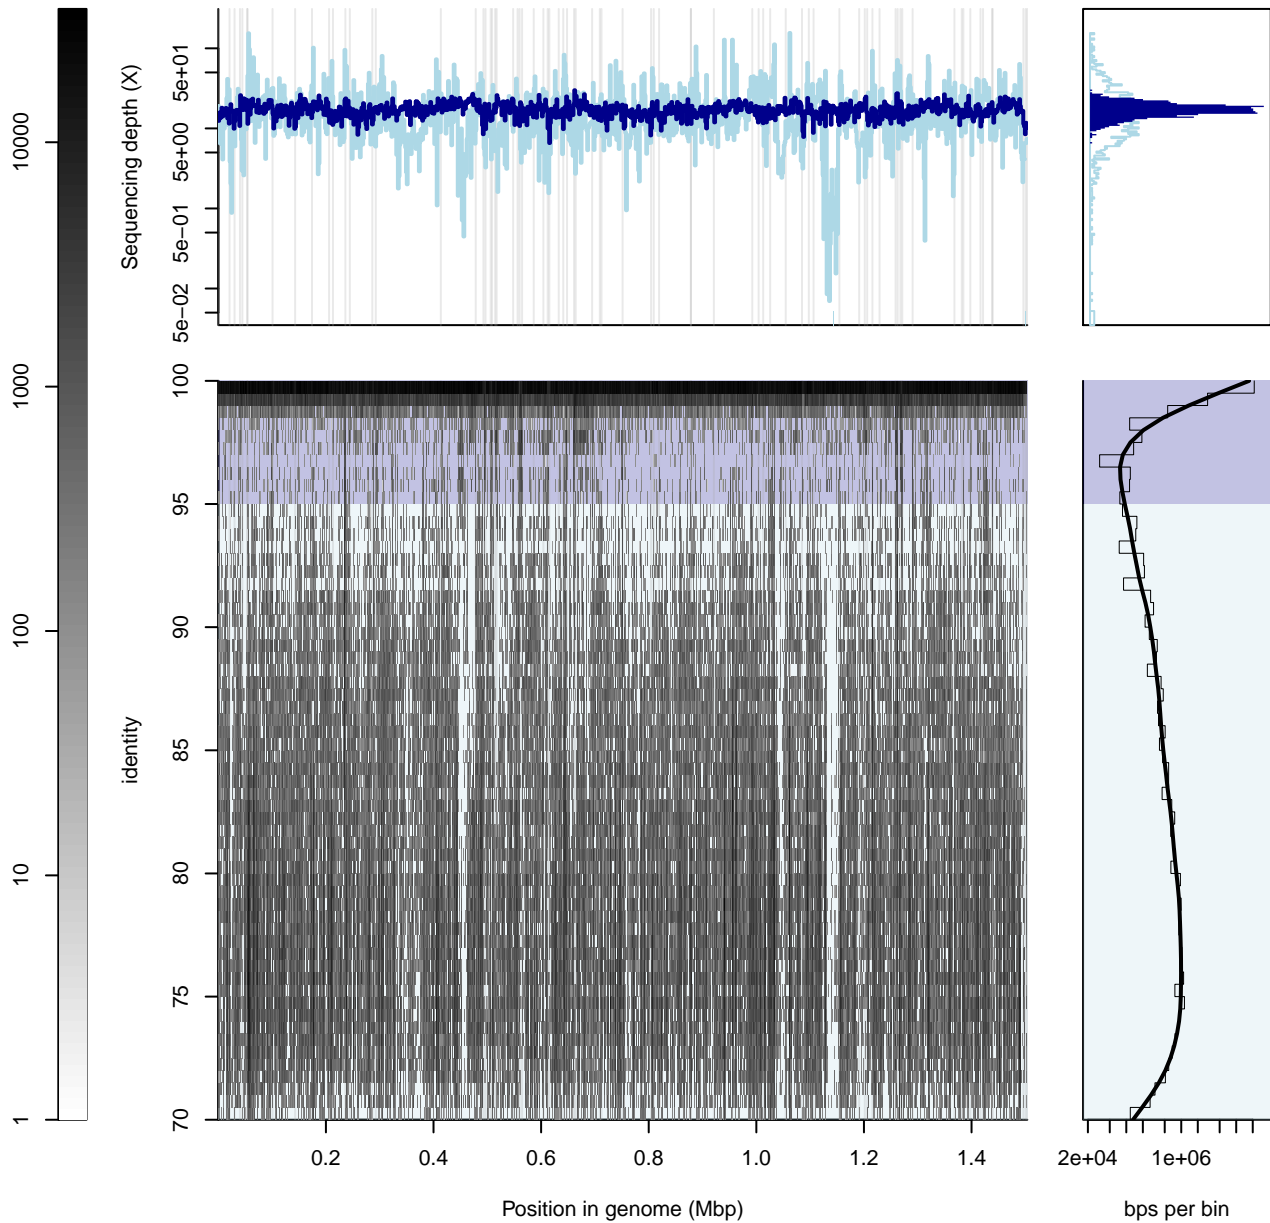 1
10
100
1000
10000
Sequencing depth (X)
5e-02
5e-01
5e+00
5e+01
identity
70
75
80
85
90
95
100
0.2
0.4
0.6
0.8
1.0
1.2
1.4
Position in genome (Mbp)
2e+04
1e+06
bps per bin